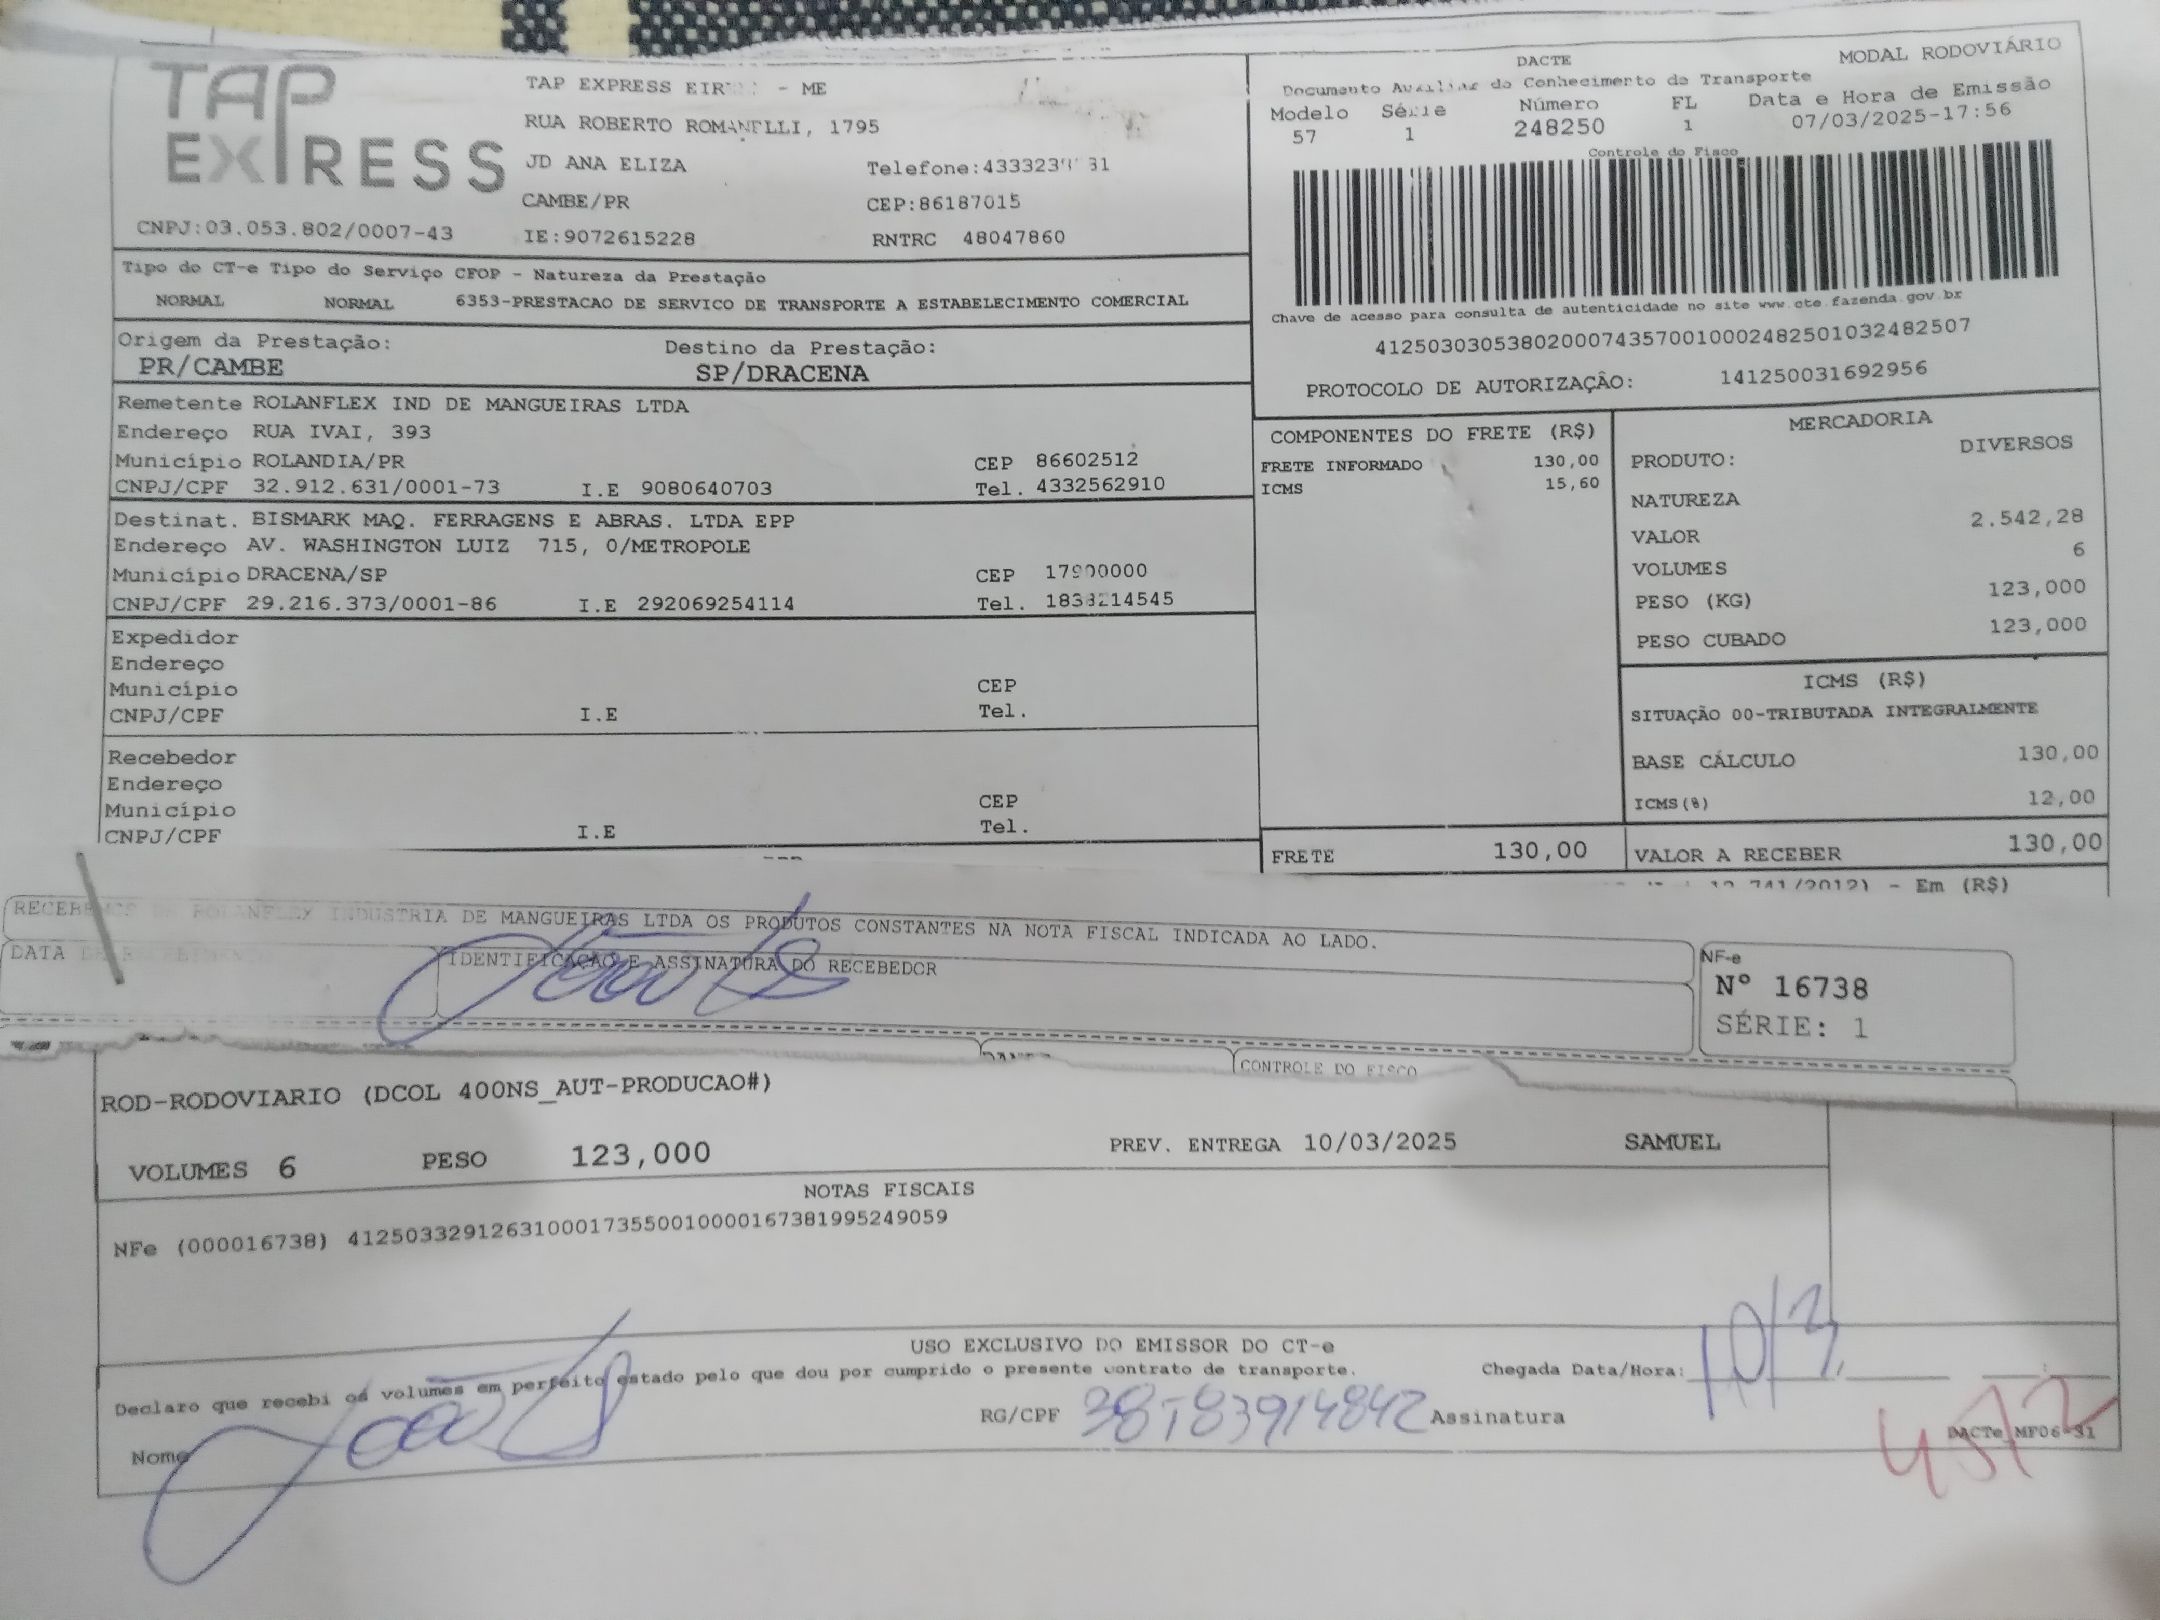 TAP EXPRESS
TAP EXPRESS - ME
RUA ROBERTO ROMANELLI, 1795
JD ANA ELIZA
CAMBE/PR CEP:86187015
CNPJ:03.053.802/0007-43 IE:9072615228 RNTRC 48047860
DACTE MODAL RODOVIÁRIO
Documento Auxiliar do Conhecimento de Transporte
Modelo Série Número FL Data e Hora de Emissão
57 1 248250 1 07/03/2025-17:56
Controle do Fisco
Chave de acesso para consulta de autenticidade no site www.cte.fazenda.gov.br
41250303053802000743570010002482501032482507
PROTOCOLO DE AUTORIZAÇÃO: 141250031692956
Tipo do CT-e Tipo do Serviço CFOP - Natureza da Prestação
NORMAL NORMAL 6353-PRESTACAO DE SERVICO DE TRANSPORTE A ESTABELECIMENTO COMERCIAL
Origem da Prestação: Destino da Prestação:
PR/CAMBE SP/DRACENA
Remetente ROLANFLEX IND DE MANGUEIRAS LTDA
Endereço RUA IVAI, 393
Município ROLANDIA/PR CEP 86602512
CNPJ/CPF 32.912.631/0001-73 I.E 9080640703 Tel. 4332562910
Destinat. BISMARK MAQ. FERRAGENS E ABRAS. LTDA EPP
Endereço AV. WASHINGTON LUIZ 715, 0/METROPOLE
Município DRACENA/SP CEP 17900000
CNPJ/CPF 29.216.373/0001-86 I.E 292069254114 Tel. 1838214545
Expedidor
Endereço
Município CEP
CNPJ/CPF I.E Tel.
Recebedor
Endereço
Município CEP
CNPJ/CPF I.E Tel.
COMPONENTES DO FRETE (R$)
FRETE INFORMADO 130,00
ICMS 15,60
MERCADORIA
PRODUTO: DIVERSOS
NATUREZA
VALOR 2.542,28
VOLUMES 6
PESO (KG) 123,000
PESO CUBADO 123,000
ICMS (R$)
SITUAÇÃO 00-TRIBUTADA INTEGRALMENTE
BASE CÁLCULO 130,00
ICMS(%) 12,00
FRETE 130,00 VALOR A RECEBER 130,00
12.741/2012) - Em (R$)
RECEBEMOS DE ROLANFLEX INDUSTRIA DE MANGUEIRAS LTDA OS PRODUTOS CONSTANTES NA NOTA FISCAL INDICADA AO LADO.
DATA DE RECEBIMENTO IDENTIFICAÇÃO E ASSINATURA DO RECEBEDOR
NF-e
Nº 16738
SÉRIE: 1
CONTROLE DO FISCO
ROD-RODOVIARIO (DCOL 400NS_AUT-PRODUCAO#)
VOLUMES 6 PESO 123,000 PREV. ENTREGA 10/03/2025 SAMUEL
NOTAS FISCAIS
NFe (000016738) 41250332912631000173550010000167381995249059
USO EXCLUSIVO DO EMISSOR DO CT-e
Declaro que recebi os volumes em perfeito estado pelo que dou por cumprido o presente contrato de transporte. Chegada Data/Hora: 10/3
Nome RG/CPF Assinatura
DACTe_MF06-31